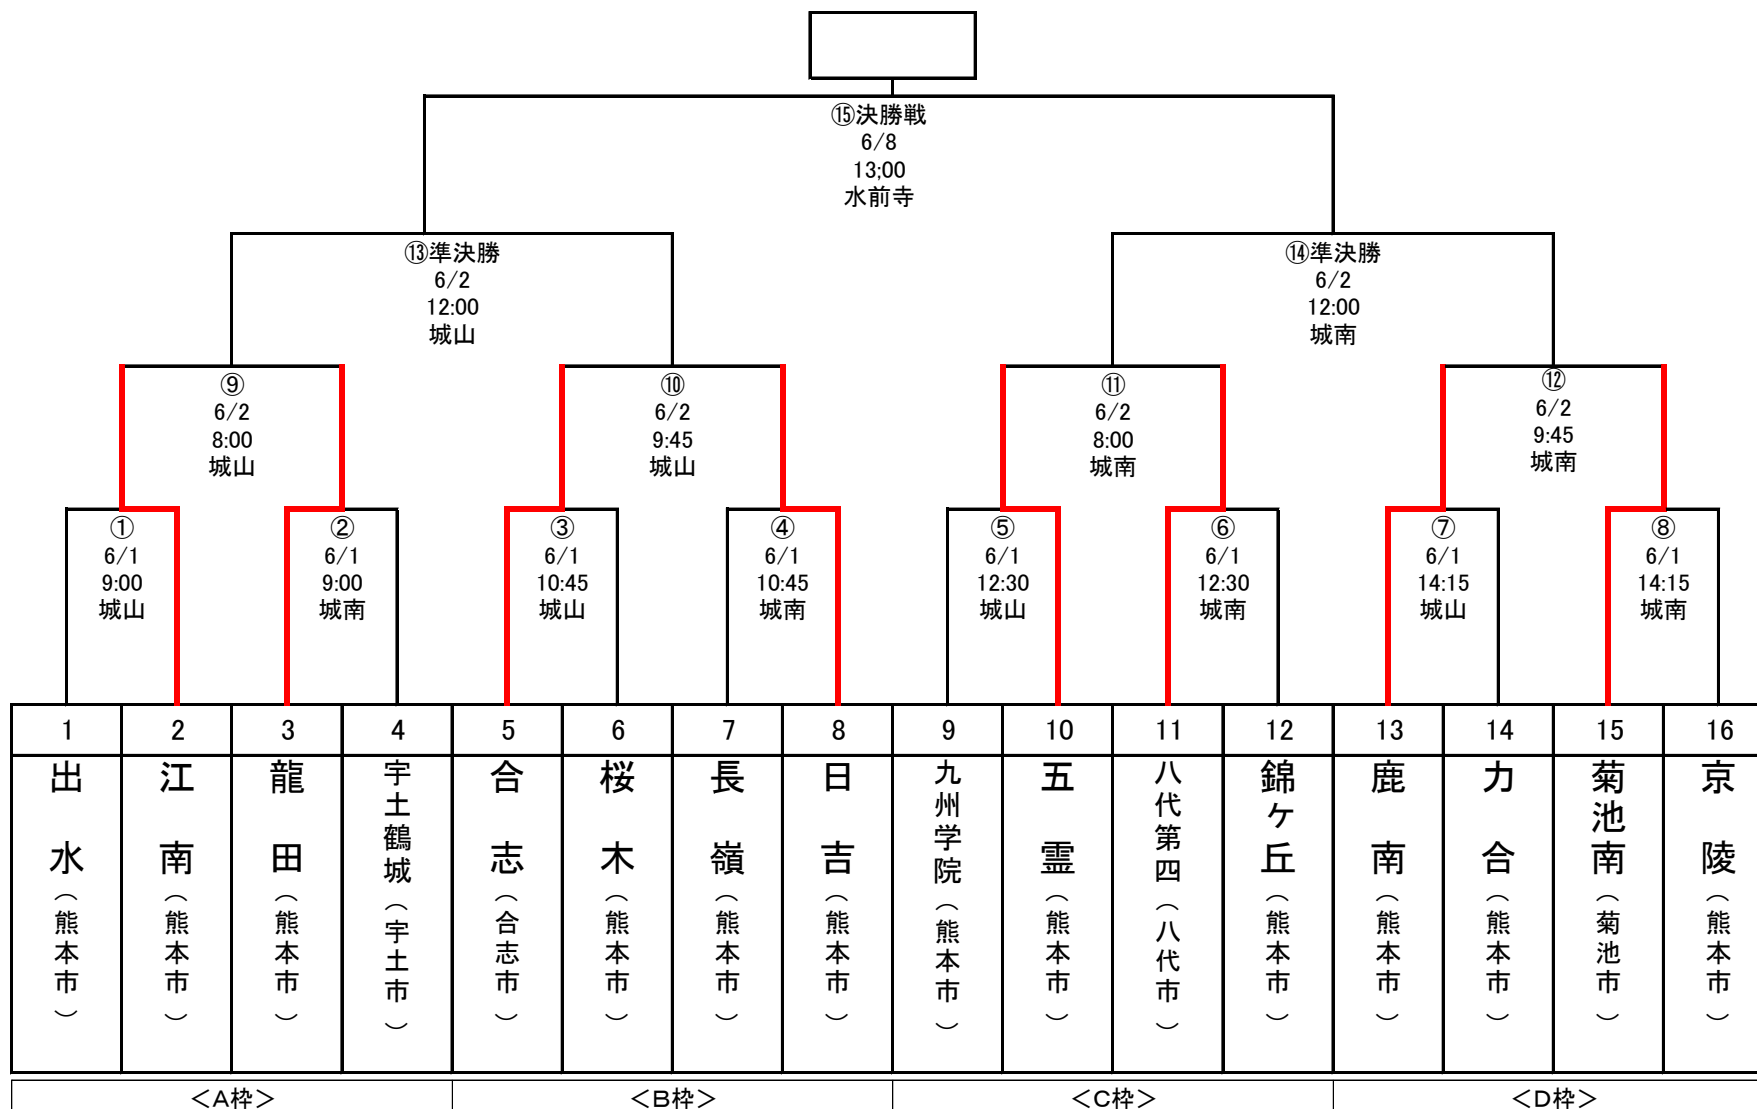 ⑮決勝戦
6/8
13;00
水前寺
⑬準決勝
6/2
12:00
城山
⑭準決勝
6/2
12:00
城南
⑨
6/2
8:00
城山
⑩
6/2
9:45
城山
⑪
6/2
8:00
城南
⑫
6/2
9:45
城南
①
6/1
9:00
城山
②
6/1
9:00
城南
③
6/1
10:45
城山
④
6/1
10:45
城南
⑤
6/1
12:30
城山
⑥
6/1
12:30
城南
⑦
6/1
14:15
城山
⑧
6/1
14:15
城南
1
2
3
4
5
6
7
8
9
10
11
12
13
14
15
16
出水(熊本市)
江南(熊本市)
龍田(熊本市)
宇土鶴城(宇土市)
合志(合志市)
桜木(熊本市)
長嶺(熊本市)
日吉(熊本市)
九州学院(熊本市)
五霊(熊本市)
八代第四(八代市)
錦ケ丘(熊本市)
鹿南(熊本市)
力合(熊本市)
菊池南(菊池市)
京陵(熊本市)
＜A枠＞
＜B枠＞
＜C枠＞
＜D枠＞